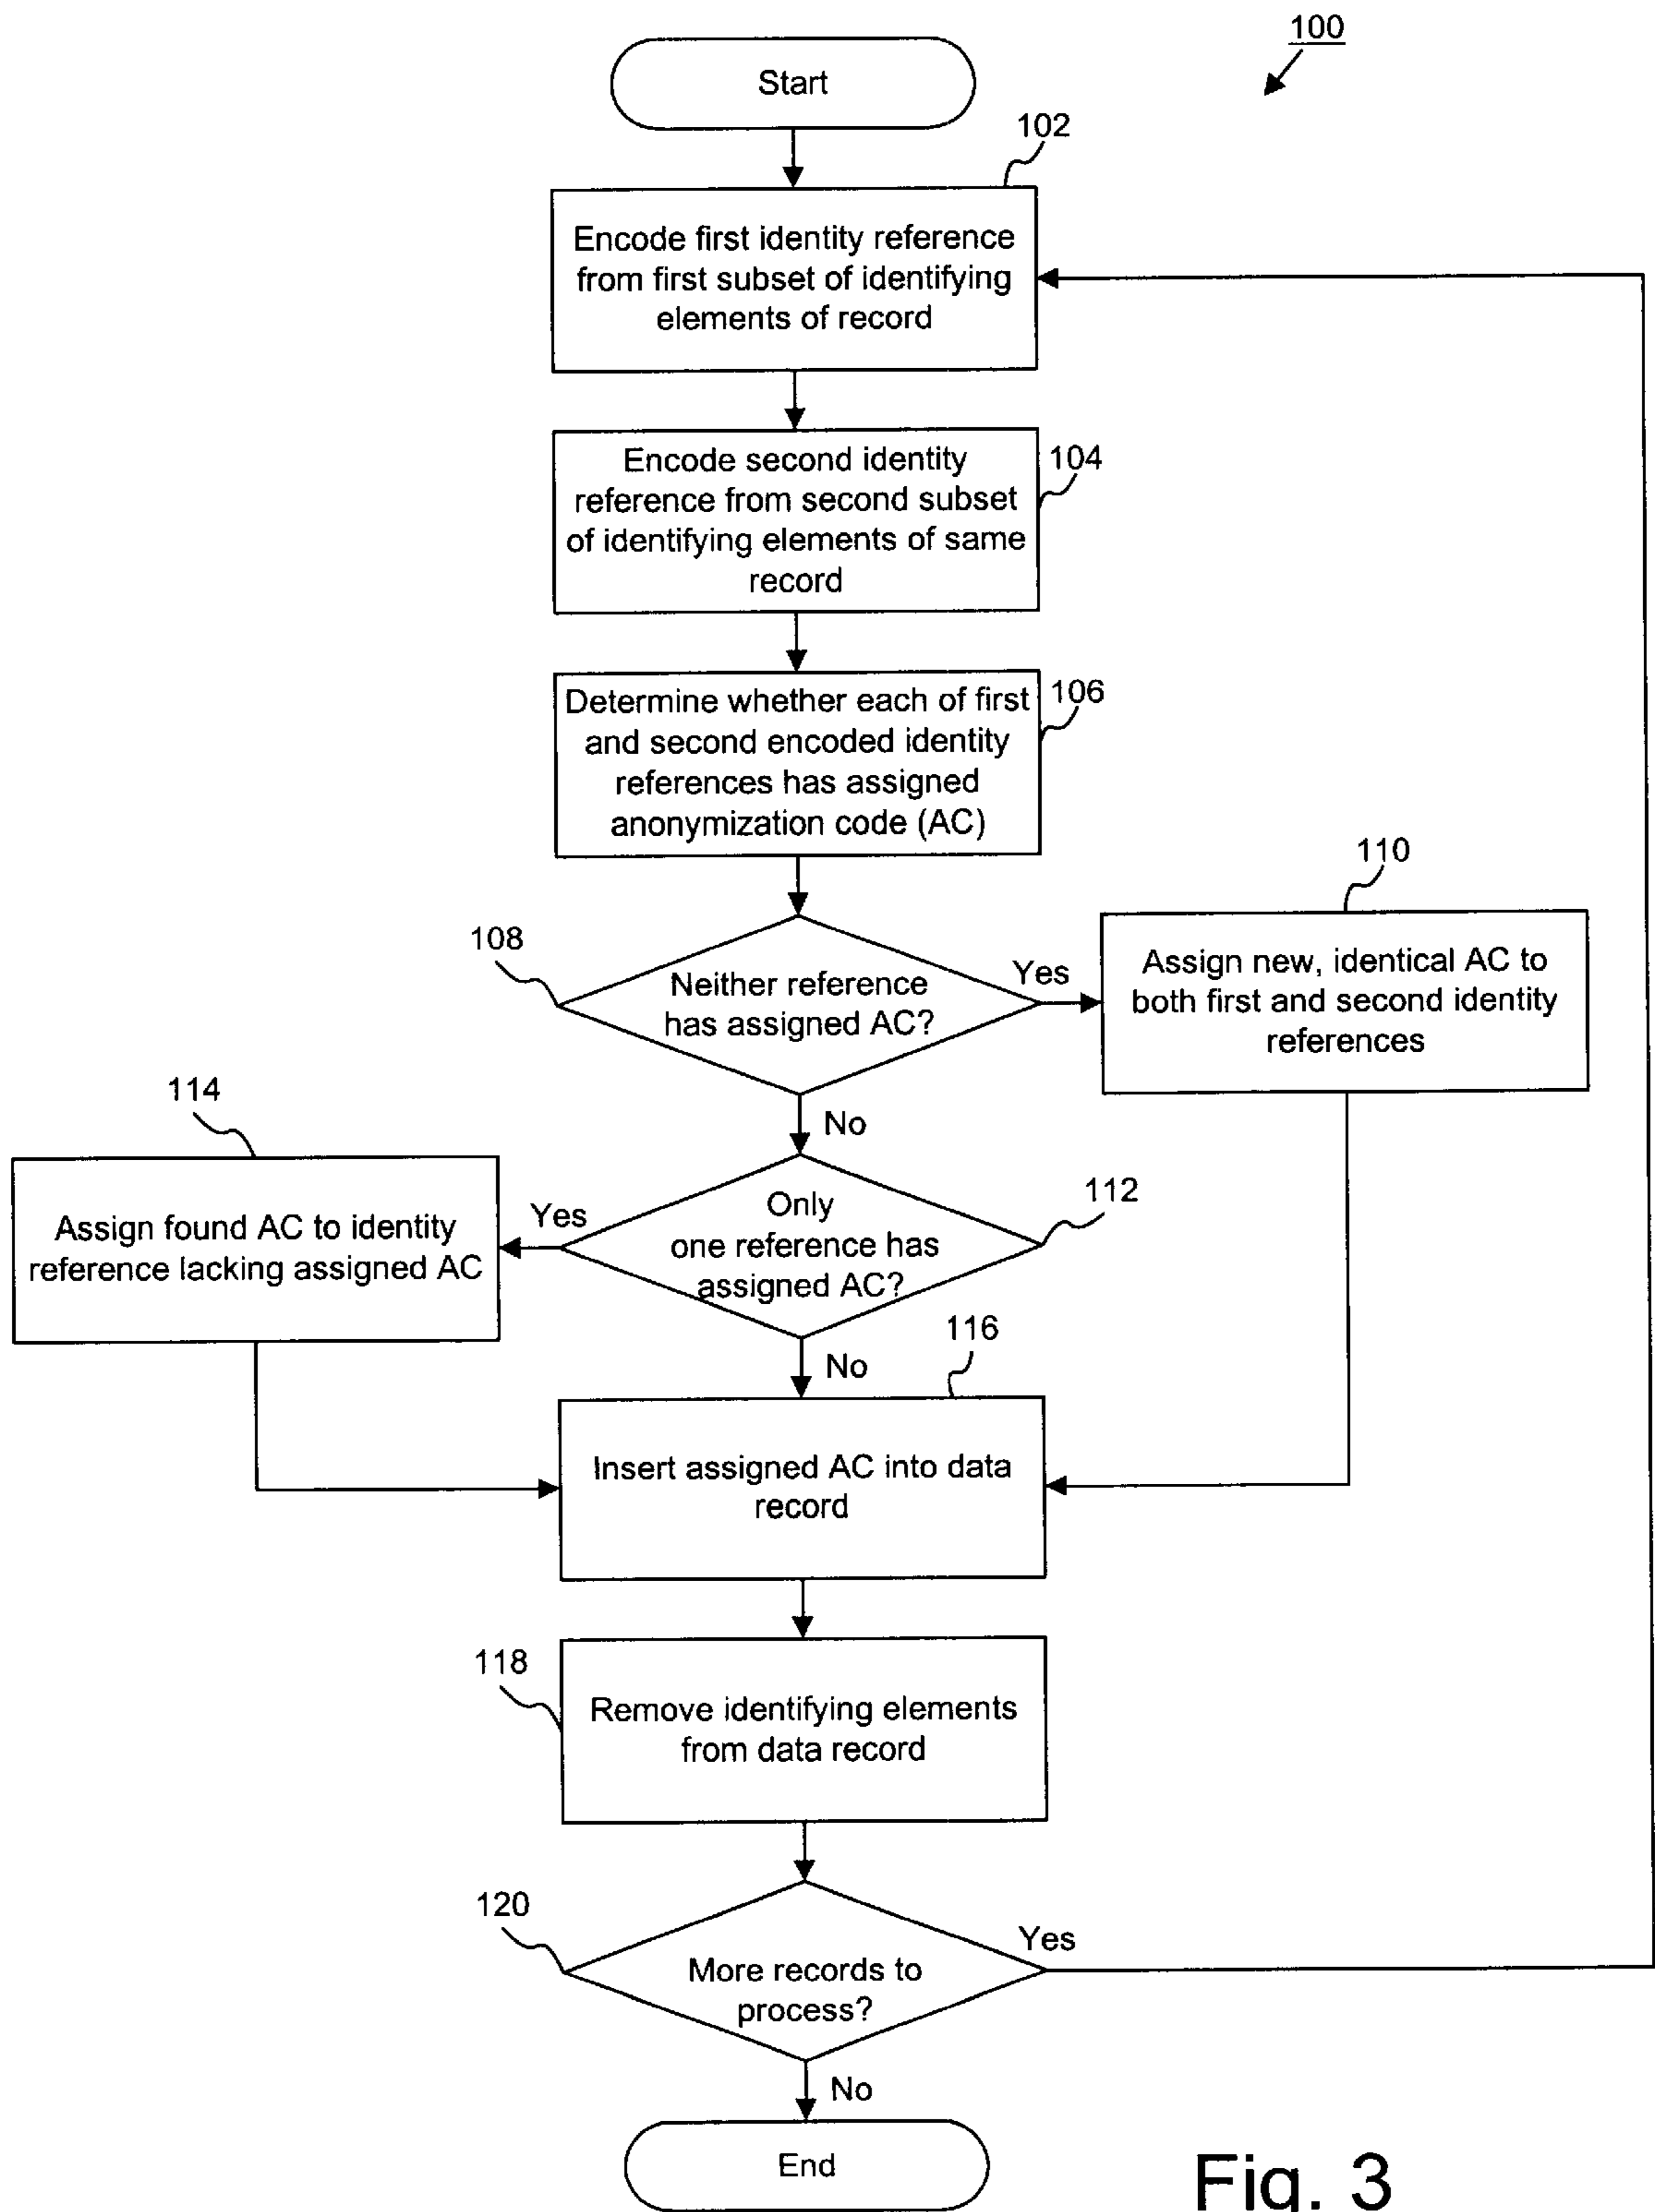 100
Start
102
Encode first identity reference
from first subset of identifying
elements of record
Encode second identity
reference from second subset
of identifying elements of same
record
104
Determine whether each of first
and second encoded identity
references has assigned
anonymization code (AC)
106
108
Neither reference
has assigned AC?
Yes
110
Assign new, identical AC to
both first and second identity
references
No
114
Assign found AC to identity
reference lacking assigned AC
Yes
Only
one reference has
assigned AC?
112
No
116
Insert assigned AC into data
record
118
Remove identifying elements
from data record
120
More records to
process?
Yes
No
End
Fig. 3